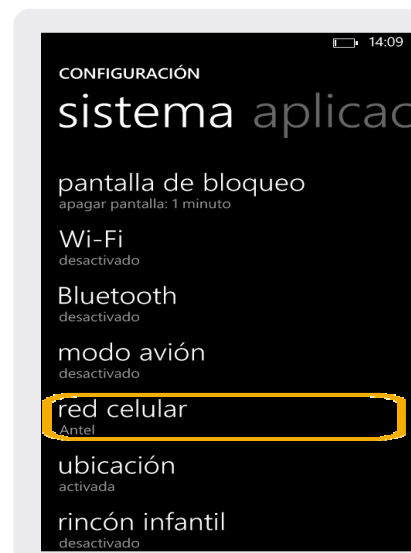 14:09
CONFIGURACIÓN
sistema aplicac
pantalla de bloqueo
apagar pantalla: 1 minuto
Wi-Fi
desactivado
Bluetooth
desactivado
modo avión
desactivado
red celular
Antel
ubicación
activada
rincón infantil
desactivado